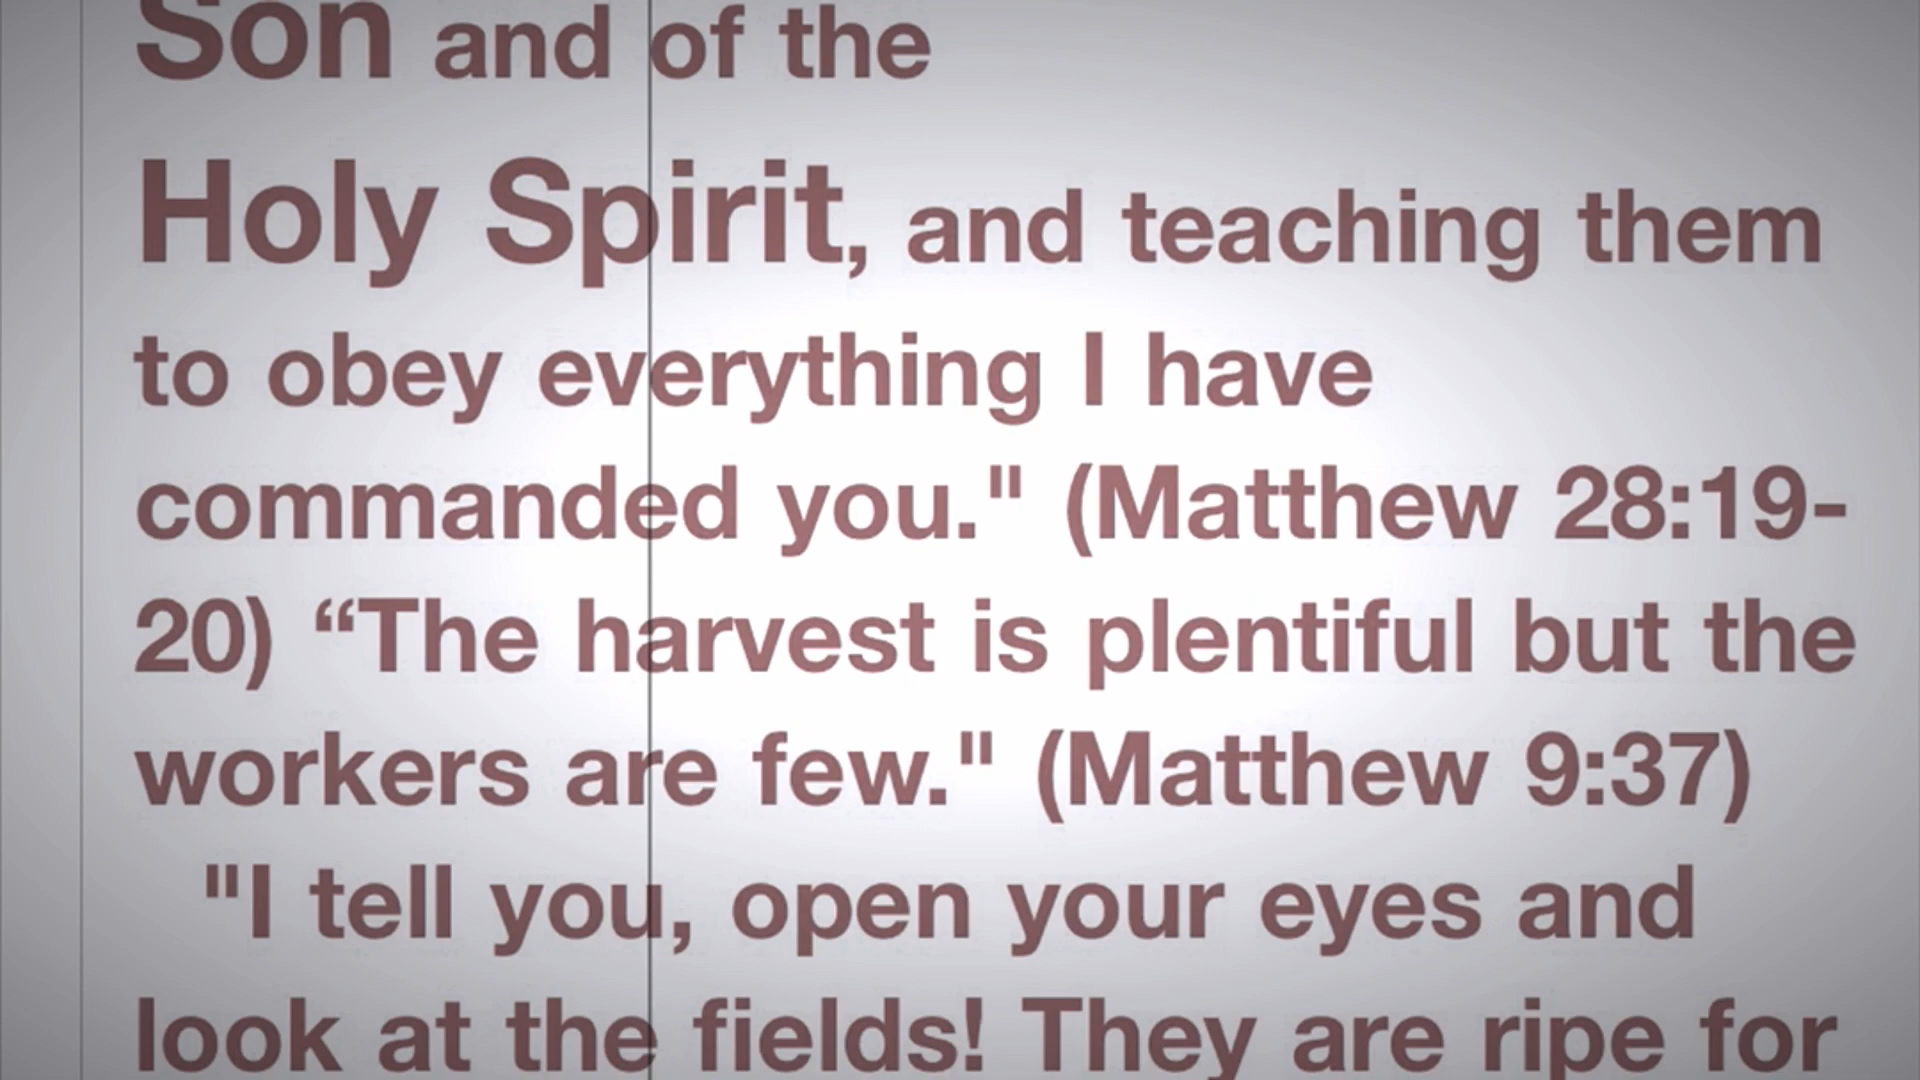 Son and of the
Holy Spirit, and teaching them
to obey everything I have
commanded you." (Matthew 28:19-
20) “The harvest is plentiful but the
workers are few." (Matthew 9:37)
"I tell you, open your eyes and
look at the fields! They are ripe for